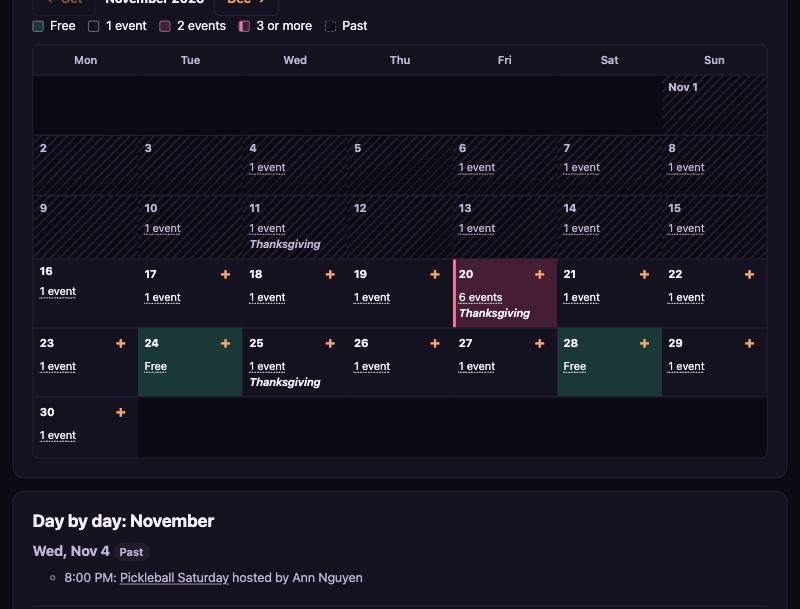 November 2020
Free 1 event 2 events 3 or more Past
Mon Tue Wed Thu Fri Sat Sun
Nov 1
2 3 4 5 6 7 8
1 event 1 event 1 event 1 event
9 10 11 12 13 14 15
1 event 1 event 1 event 1 event 1 event
Thanksgiving
16 17 + 18 + 19 + 20 + 21 + 22 +
1 event 1 event 1 event 1 event 6 events 1 event 1 event
Thanksgiving
23 + 24 + 25 + 26 + 27 + 28 + 29 +
1 event Free 1 event 1 event 1 event Free 1 event
Thanksgiving
30 +
1 event
Day by day: November
Wed, Nov 4 Past
8:00 PM: Pickleball Saturday hosted by Ann Nguyen